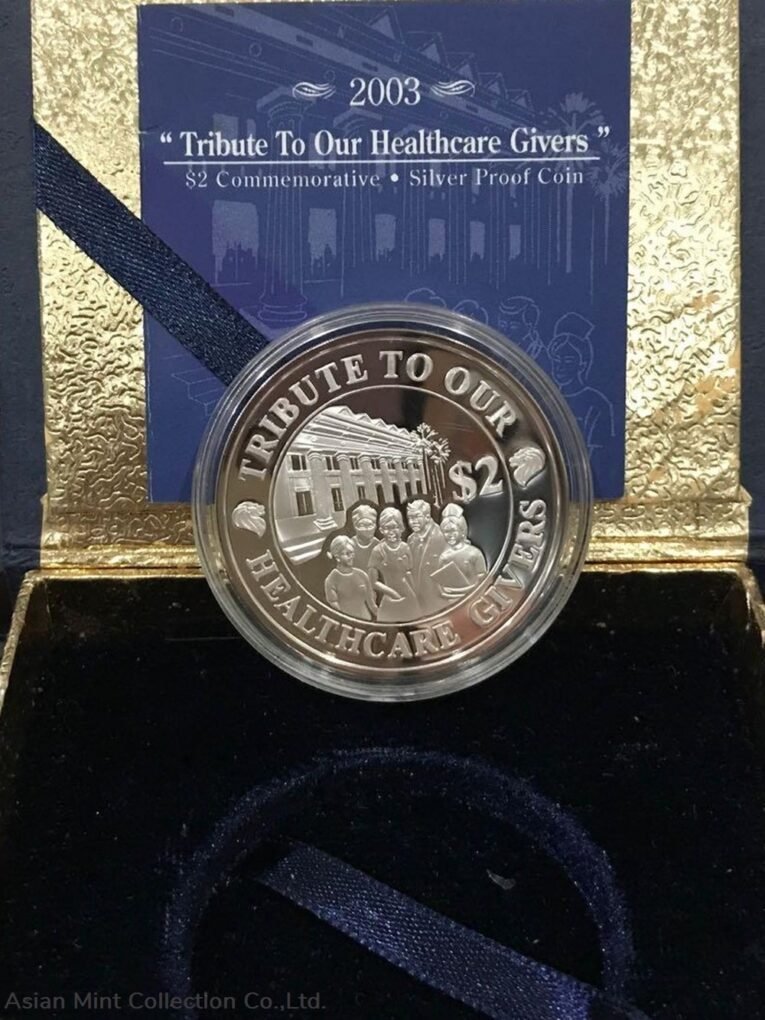 2003
“ Tribute To Our Healthcare Givers ”
$2 Commemorative • Silver Proof Coin
TRIBUTE TO OUR
$2
HEALTHCARE GIVERS
Asian Mint Collection Co.,Ltd.